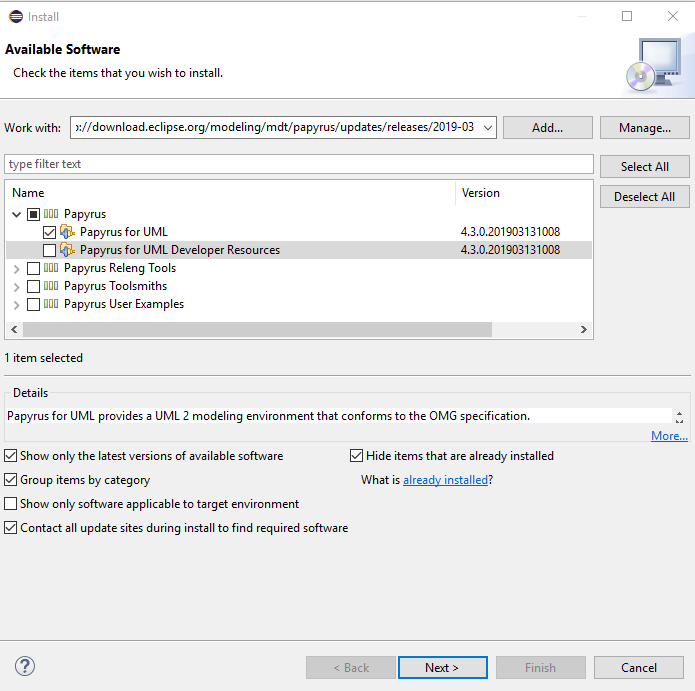 Install
Available Software
Check the items that you wish to install.
Work with: ://download.eclipse.org/modeling/mdt/papyrus/updates/releases/2019-03 Add... Manage...
type filter text Select All
Name Version Deselect All
Papyrus
Papyrus for UML 4.3.0.201903131008
Papyrus for UML Developer Resources 4.3.0.201903131008
Papyrus Releng Tools
Papyrus Toolsmiths
Papyrus User Examples
1 item selected
Details
Papyrus for UML provides a UML 2 modeling environment that conforms to the OMG specification.
More...
Show only the latest versions of available software Hide items that are already installed
Group items by category What is already installed?
Show only software applicable to target environment
Contact all update sites during install to find required software
? < Back Next > Finish Cancel